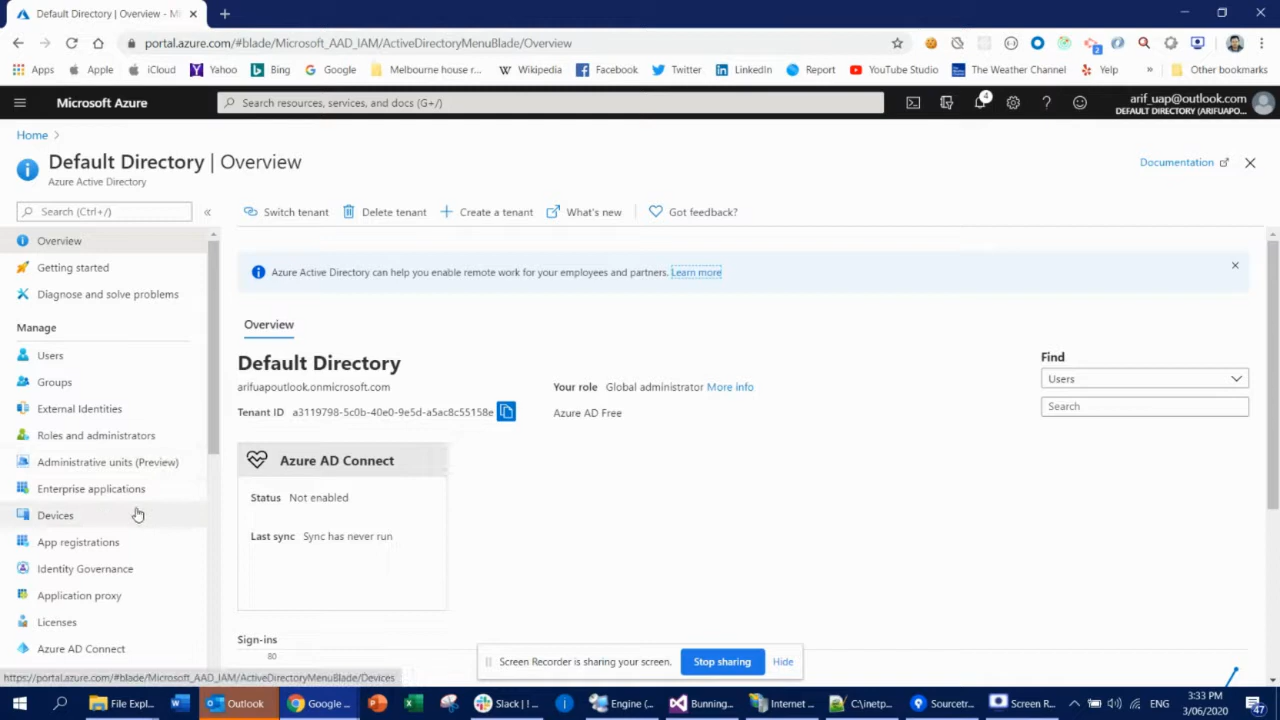 Default Directory | Overview - Mi
portal.azure.com/#blade/Microsoft_AAD_IAM/ActiveDirectoryMenuBlade/Overview
2
Apps Apple iCloud Yahoo Bing Google Melbourne house r... Wikipedia Facebook Twitter LinkedIn Report YouTube Studio The Weather Channel Yelp » Other bookmarks
Microsoft Azure
Search resources, services, and docs (G+/)
4
arif_uap@outlook.com
DEFAULT DIRECTORY (ARIFUAPO...
Home
Default Directory | Overview
Azure Active Directory
Documentation
Search (Ctrl+/)
«
Switch tenant Delete tenant Create a tenant What's new Got feedback?
Overview
Getting started
Diagnose and solve problems
Manage
Users
Groups
External Identities
Roles and administrators
Administrative units (Preview)
Enterprise applications
Devices
App registrations
Identity Governance
Application proxy
Licenses
Azure AD Connect
Azure Active Directory can help you enable remote work for your employees and partners. Learn more
Overview
Default Directory
arifuapoutlook.onmicrosoft.com
Your role Global administrator More info
Tenant ID a3119798-5c0b-40e0-9e5d-a5ac8c55158e
Azure AD Free
Find
Users
Search
Azure AD Connect
Status Not enabled
Last sync Sync has never run
Sign-ins
80
Screen Recorder is sharing your screen. Stop sharing Hide
https://portal.azure.com/#blade/Microsoft_AAD_IAM/ActiveDirectoryMenuBlade/Devices
File Expl... Outlook Google ... Slack | !... Engine (... Bunning... Internet ... C:\inetp... Sourcetr... Screen R... ENG
3:33 PM
3/06/2020
47